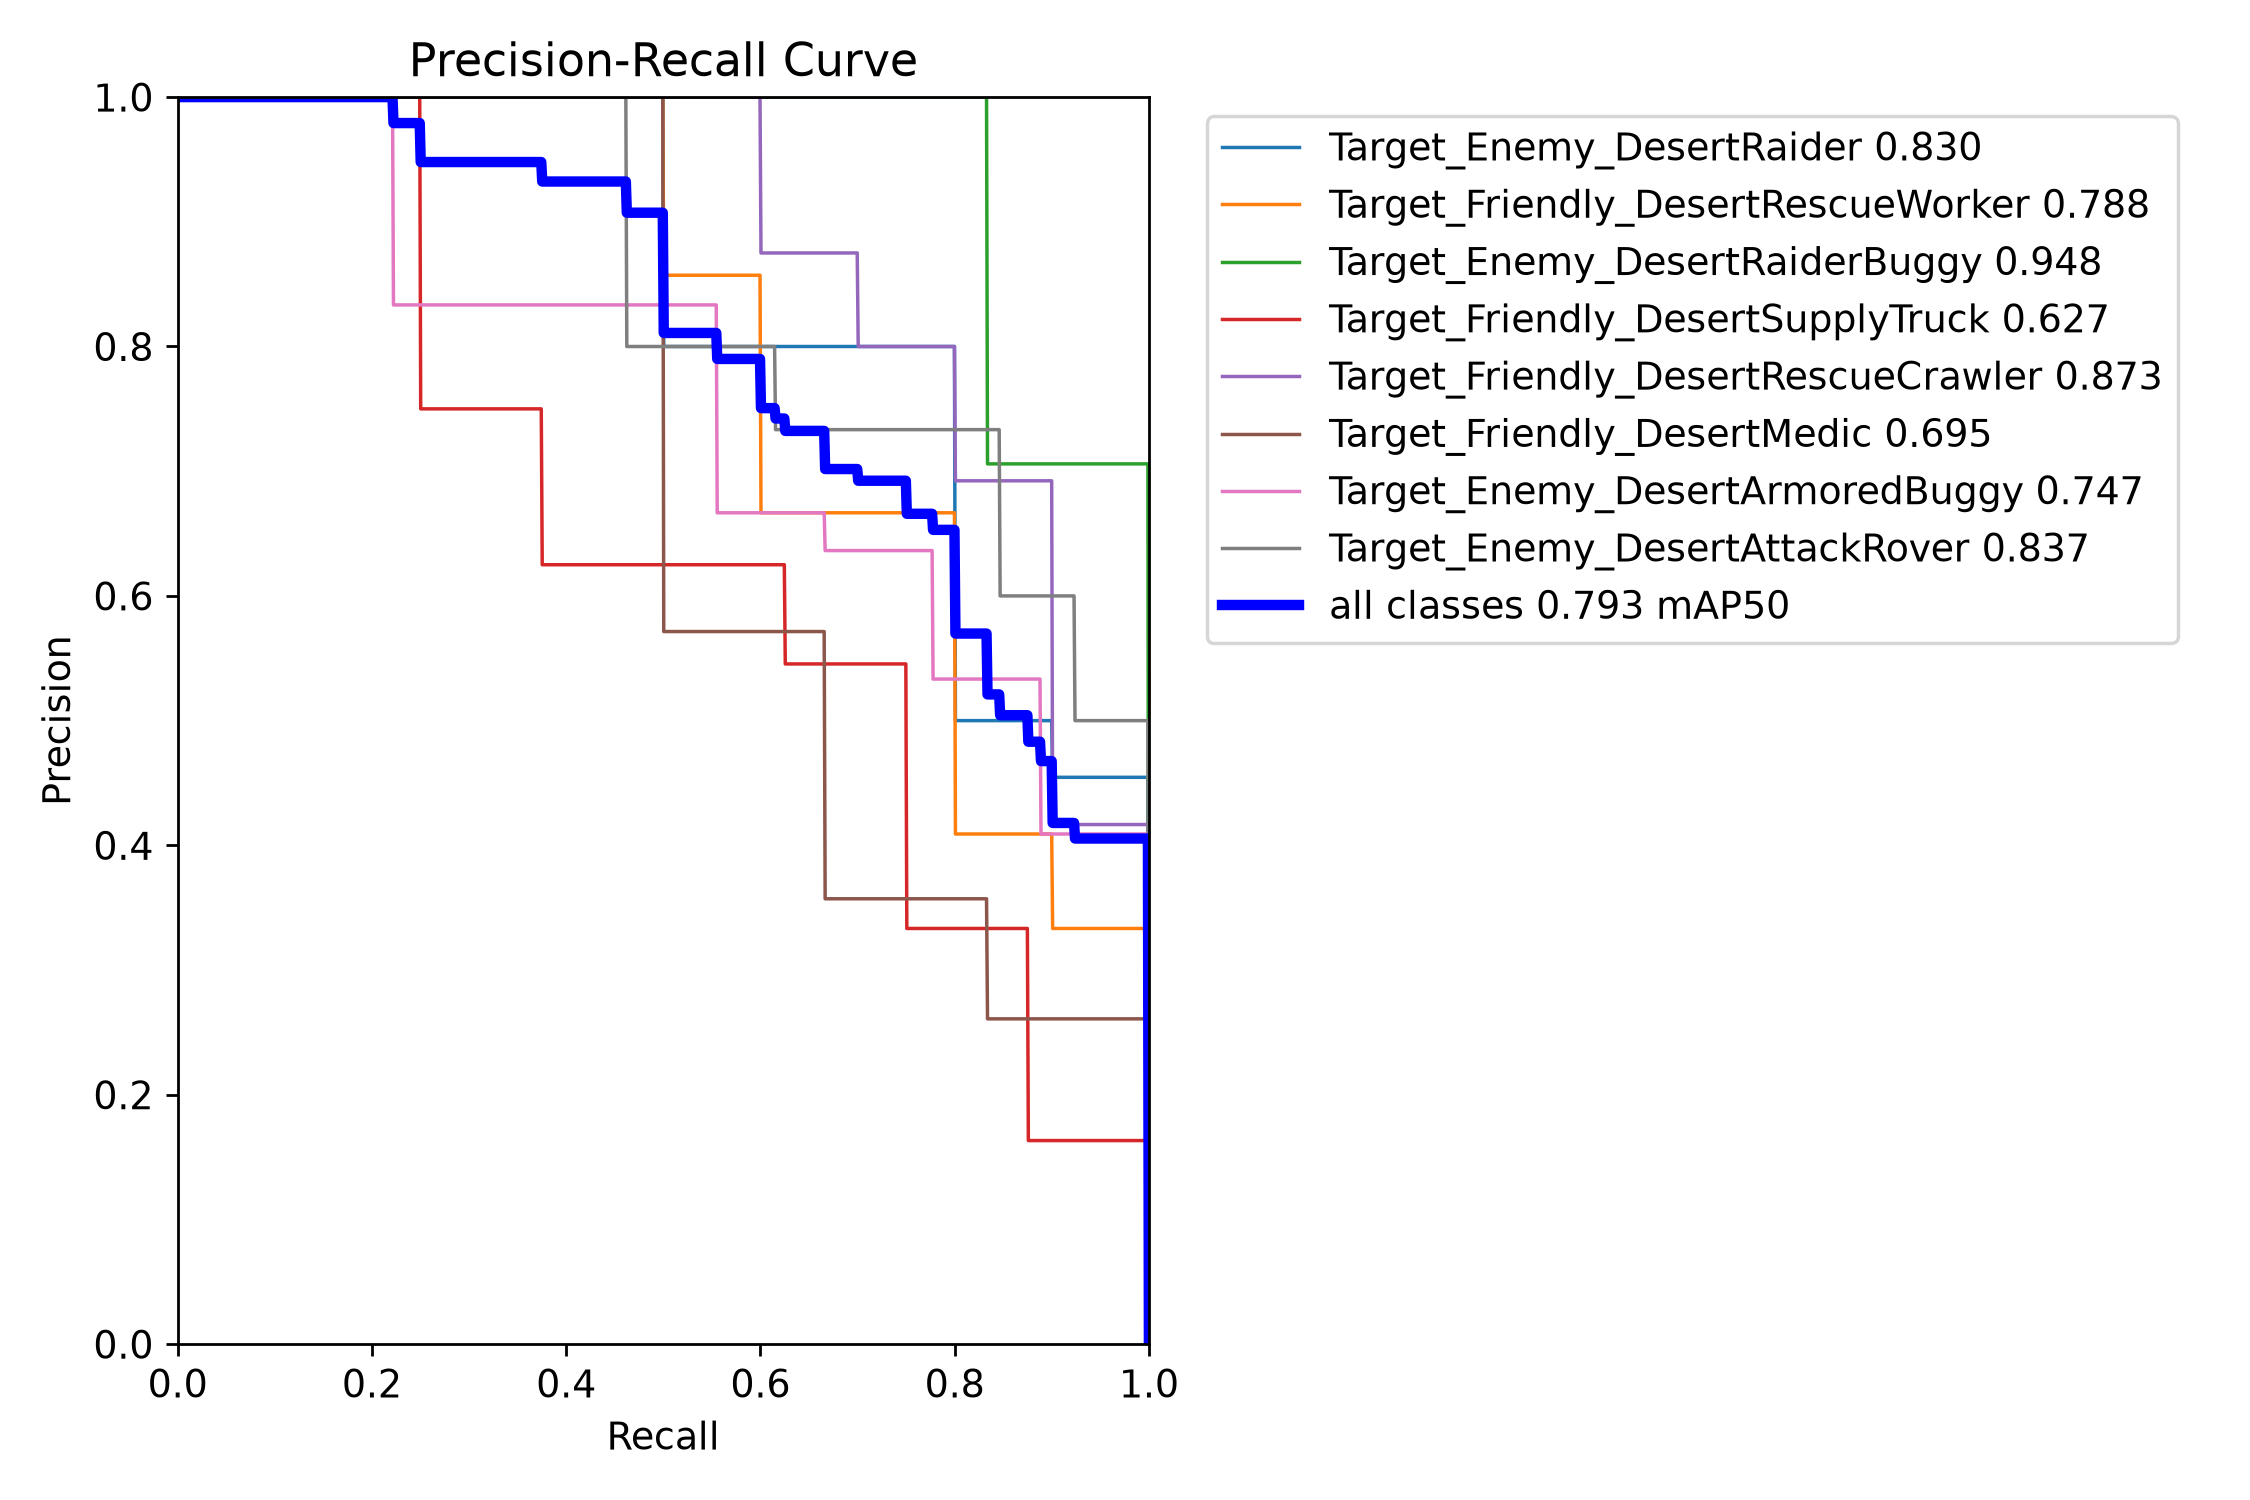 Precision-Recall Curve
1.0
0.8
0.6
0.4
0.2
0.0
Precision
0.0 0.2 0.4 0.6 0.8 1.0
Recall
Target_Enemy_DesertRaider 0.830
Target_Friendly_DesertRescueWorker 0.788
Target_Enemy_DesertRaiderBuggy 0.948
Target_Friendly_DesertSupplyTruck 0.627
Target_Friendly_DesertRescueCrawler 0.873
Target_Friendly_DesertMedic 0.695
Target_Enemy_DesertArmoredBuggy 0.747
Target_Enemy_DesertAttackRover 0.837
all classes 0.793 mAP50